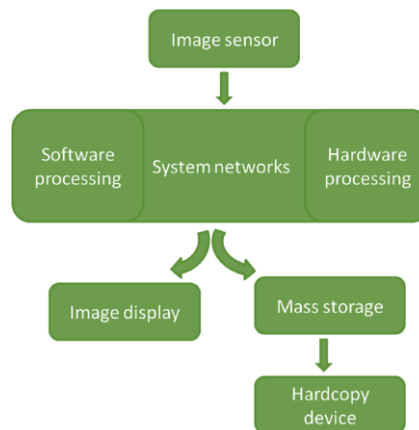 Image sensor
Software
processing
System networks
Hardware
processing
Image display
Mass storage
Hardcopy
device